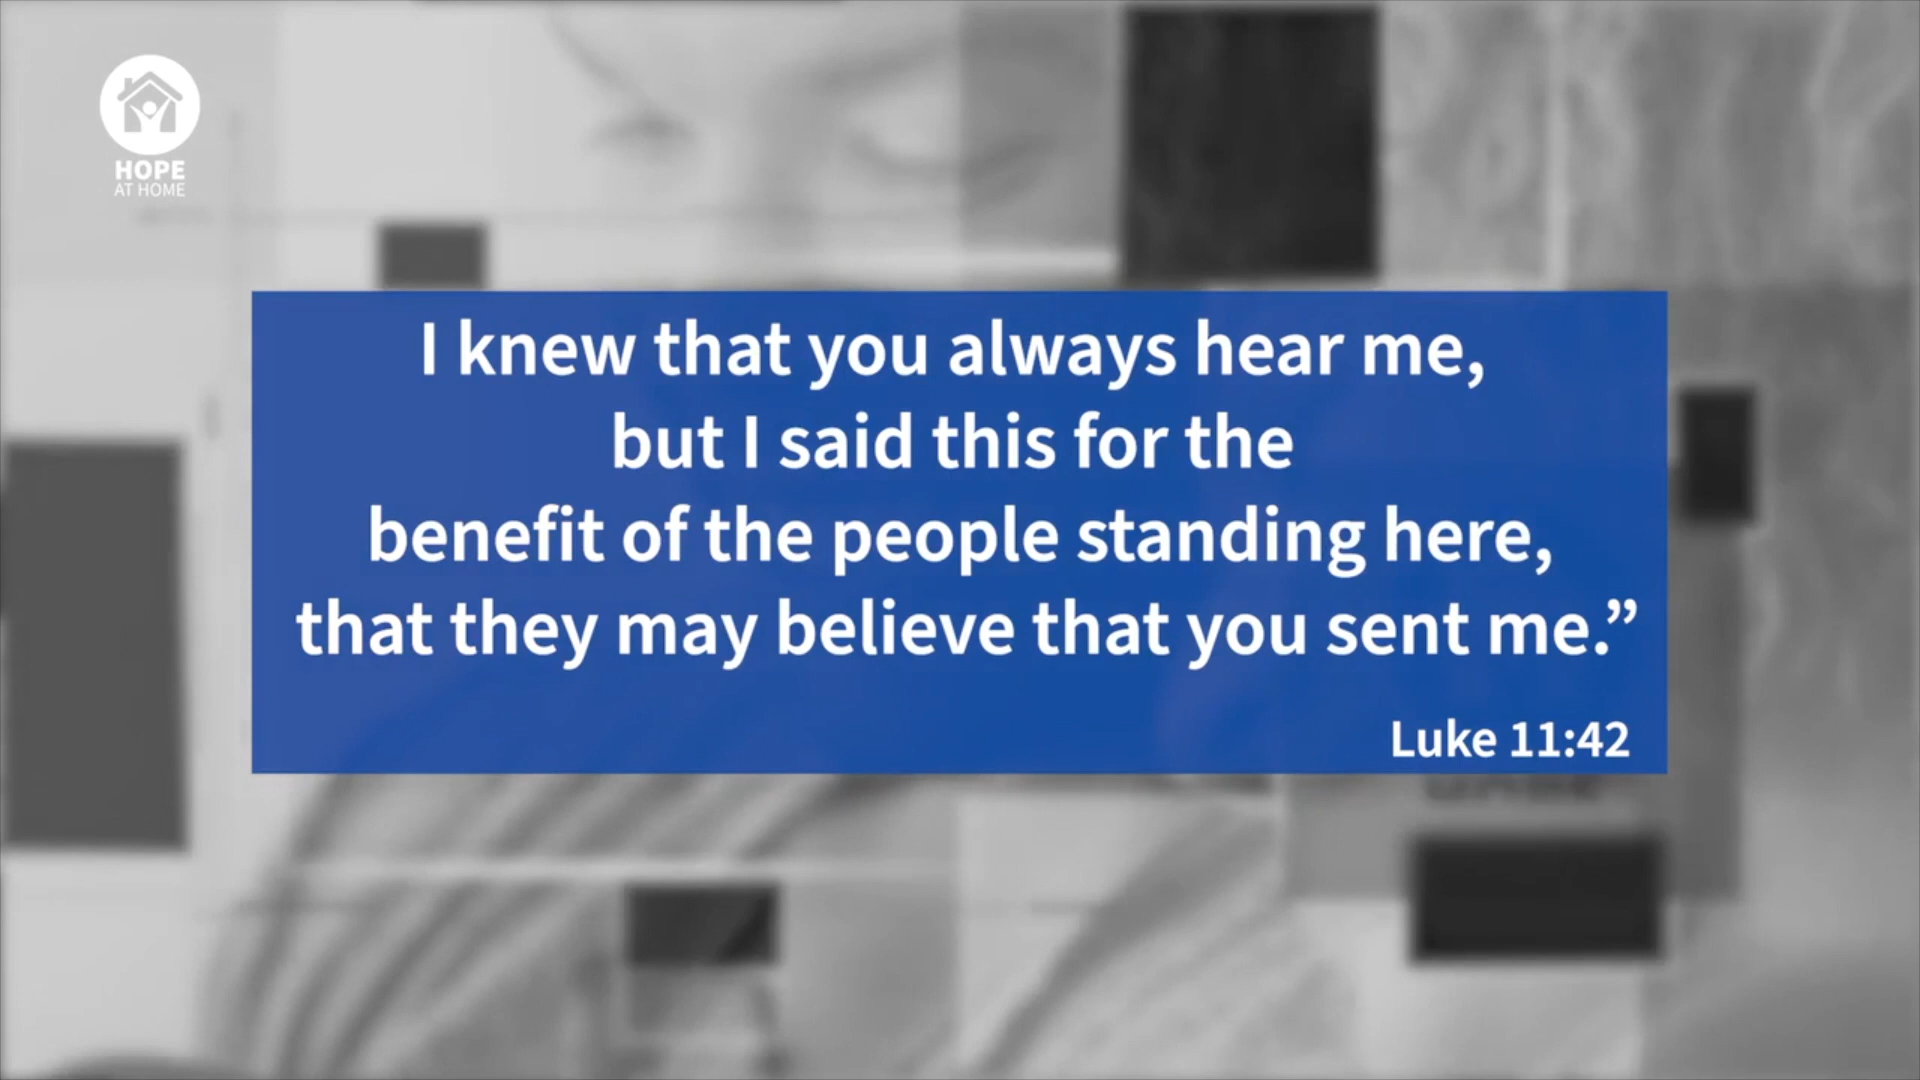 HOPE
AT HOME
I knew that you always hear me,
but I said this for the
benefit of the people standing here,
that they may believe that you sent me.”
Luke 11:42